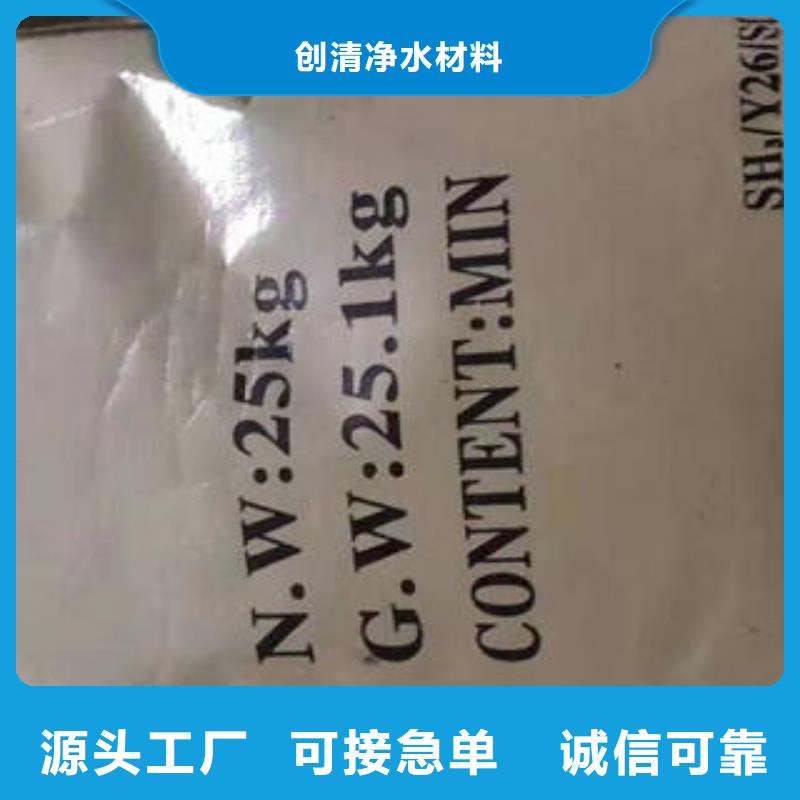 创清净水材料
N.W:25kg
G.W:25.1kg
CONTENT:MIN
源头工厂 可接急单 诚信可靠